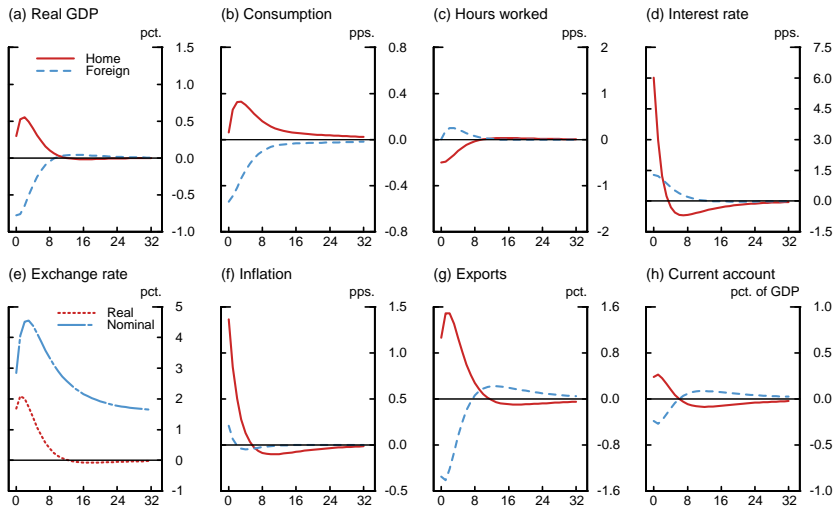 (a) Real GDP
pct.
Home
Foreign
1.5
1.0
0.5
0.0
-0.5
-1.0
0 8 16 24 32
(b) Consumption
pps.
0.8
0.4
0.0
-0.4
-0.8
0 8 16 24 32
(c) Hours worked
pps.
2
1
0
-1
-2
0 8 16 24 32
(d) Interest rate
pps.
7.5
6.0
4.5
3.0
1.5
0.0
-1.5
0 8 16 24 32
(e) Exchange rate
pct.
Real
Nominal
5
4
3
2
1
0
-1
0 8 16 24 32
(f) Inflation
pps.
1.5
1.0
0.5
0.0
-0.5
0 8 16 24 32
(g) Exports
pct.
1.6
0.8
0.0
-0.8
-1.6
0 8 16 24 32
(h) Current account
pct. of GDP
1.0
0.5
0.0
-0.5
-1.0
0 8 16 24 32